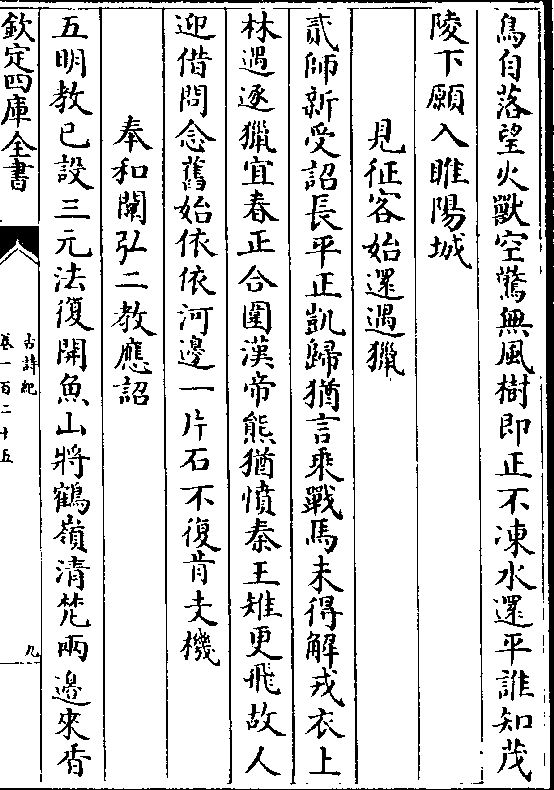 鳥自落望火獸空驚無風樹即正不凍水還平誰知茂
陵下願入睢陽城
見征客始還遇獵
貳師新受詔長平正凱歸猶言乘戰馬未得解戎衣上
林遇逐獵宜春正合圍漢帝熊猶憤秦王雉更飛故人
迎借問念舊始依依河邊一片石不復肯支機
奉和闡弘二教應詔
五明教已設三元法復開魚山將鶴嶺清梵兩邊來香
欽定四庫全書
古詩紀
卷一百二十五
九